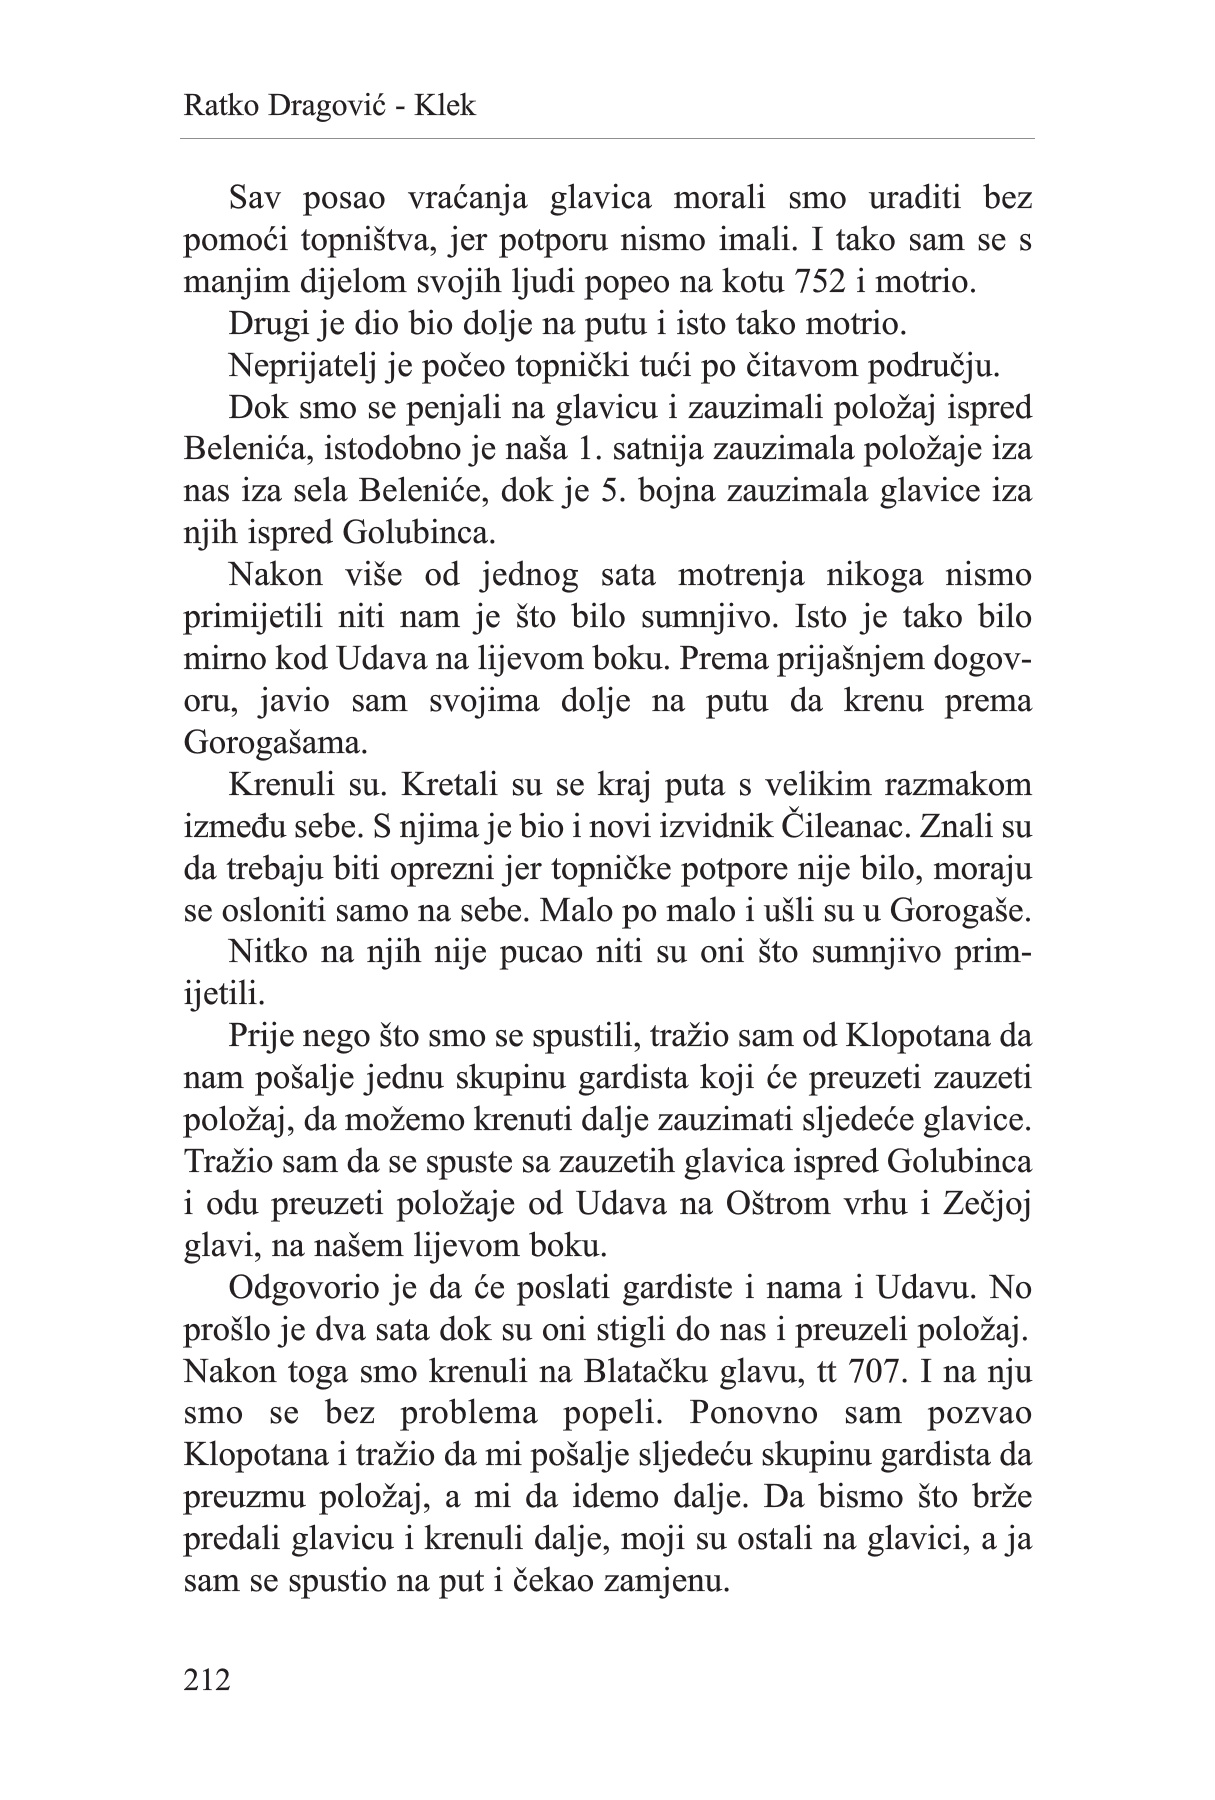 Ratko Dragović - Klek
Sav posao vraćanja glavica morali smo uraditi bez
pomoći topništva, jer potporu nismo imali. I tako sam se s
manjim dijelom svojih ljudi popeo na kotu 752 i motrio.
Drugi je dio bio dolje na putu i isto tako motrio.
Neprijatelj je počeo topnički tući po čitavom području.
Dok smo se penjali na glavicu i zauzimali položaj ispred
Belenića, istodobno je naša 1. satnija zauzimala položaje iza
nas iza sela Beleniće, dok je 5. bojna zauzimala glavice iza
njih ispred Golubinca.
Nakon više od jednog sata motrenja nikoga nismo
primijetili niti nam je što bilo sumnjivo. Isto je tako bilo
mirno kod Udava na lijevom boku. Prema prijašnjem dogov-
oru, javio sam svojima dolje na putu da krenu prema
Gorogašama.
Krenuli su. Kretali su se kraj puta s velikim razmakom
između sebe. S njima je bio i novi izvidnik Čileanac. Znali su
da trebaju biti oprezni jer topničke potpore nije bilo, moraju
se osloniti samo na sebe. Malo po malo i ušli su u Gorogaše.
Nitko na njih nije pucao niti su oni što sumnjivo prim-
ijetili.
Prije nego što smo se spustili, tražio sam od Klopotana da
nam pošalje jednu skupinu gardista koji će preuzeti zauzeti
položaj, da možemo krenuti dalje zauzimati sljedeće glavice.
Tražio sam da se spuste sa zauzetih glavica ispred Golubinca
i odu preuzeti položaje od Udava na Oštrom vrhu i Zečjoj
glavi, na našem lijevom boku.
Odgovorio je da će poslati gardiste i nama i Udavu. No
prošlo je dva sata dok su oni stigli do nas i preuzeli položaj.
Nakon toga smo krenuli na Blatačku glavu, tt 707. I na nju
smo se bez problema popeli. Ponovno sam pozvao
Klopotana i tražio da mi pošalje sljedeću skupinu gardista da
preuzmu položaj, a mi da idemo dalje. Da bismo što brže
predali glavicu i krenuli dalje, moji su ostali na glavici, a ja
sam se spustio na put i čekao zamjenu.
212